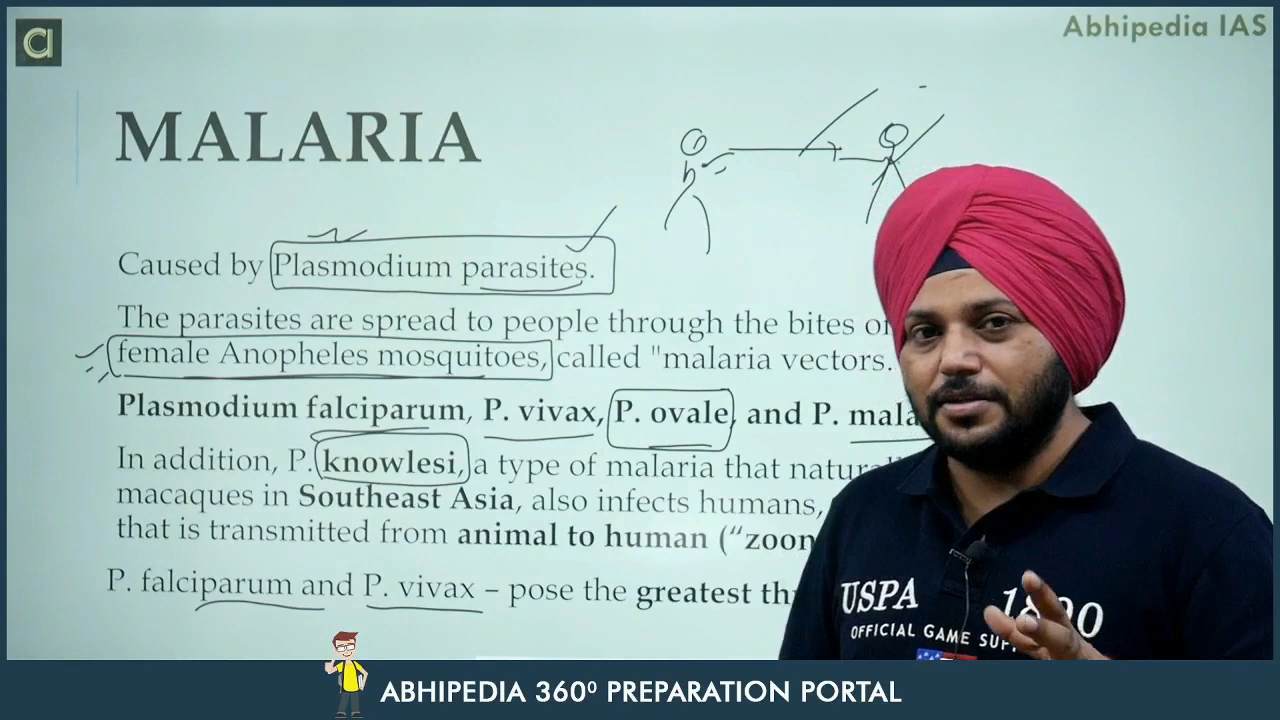 Abhipedia IAS
MALARIA
Caused by Plasmodium parasites.
The parasites are spread to people through the bites
female Anopheles mosquitoes, called "malaria vectors.
Plasmodium falciparum, P. vivax, P. ovale, and P.
In addition, P. knowlesi, a type of malaria that
macaques in Southeast Asia, also infects humans,
that is transmitted from animal to human
P. falciparum and P. vivax – pose the greatest
USPA 1890
OFFICIAL GAME
ABHIPEDIA 360⁰ PREPARATION PORTAL